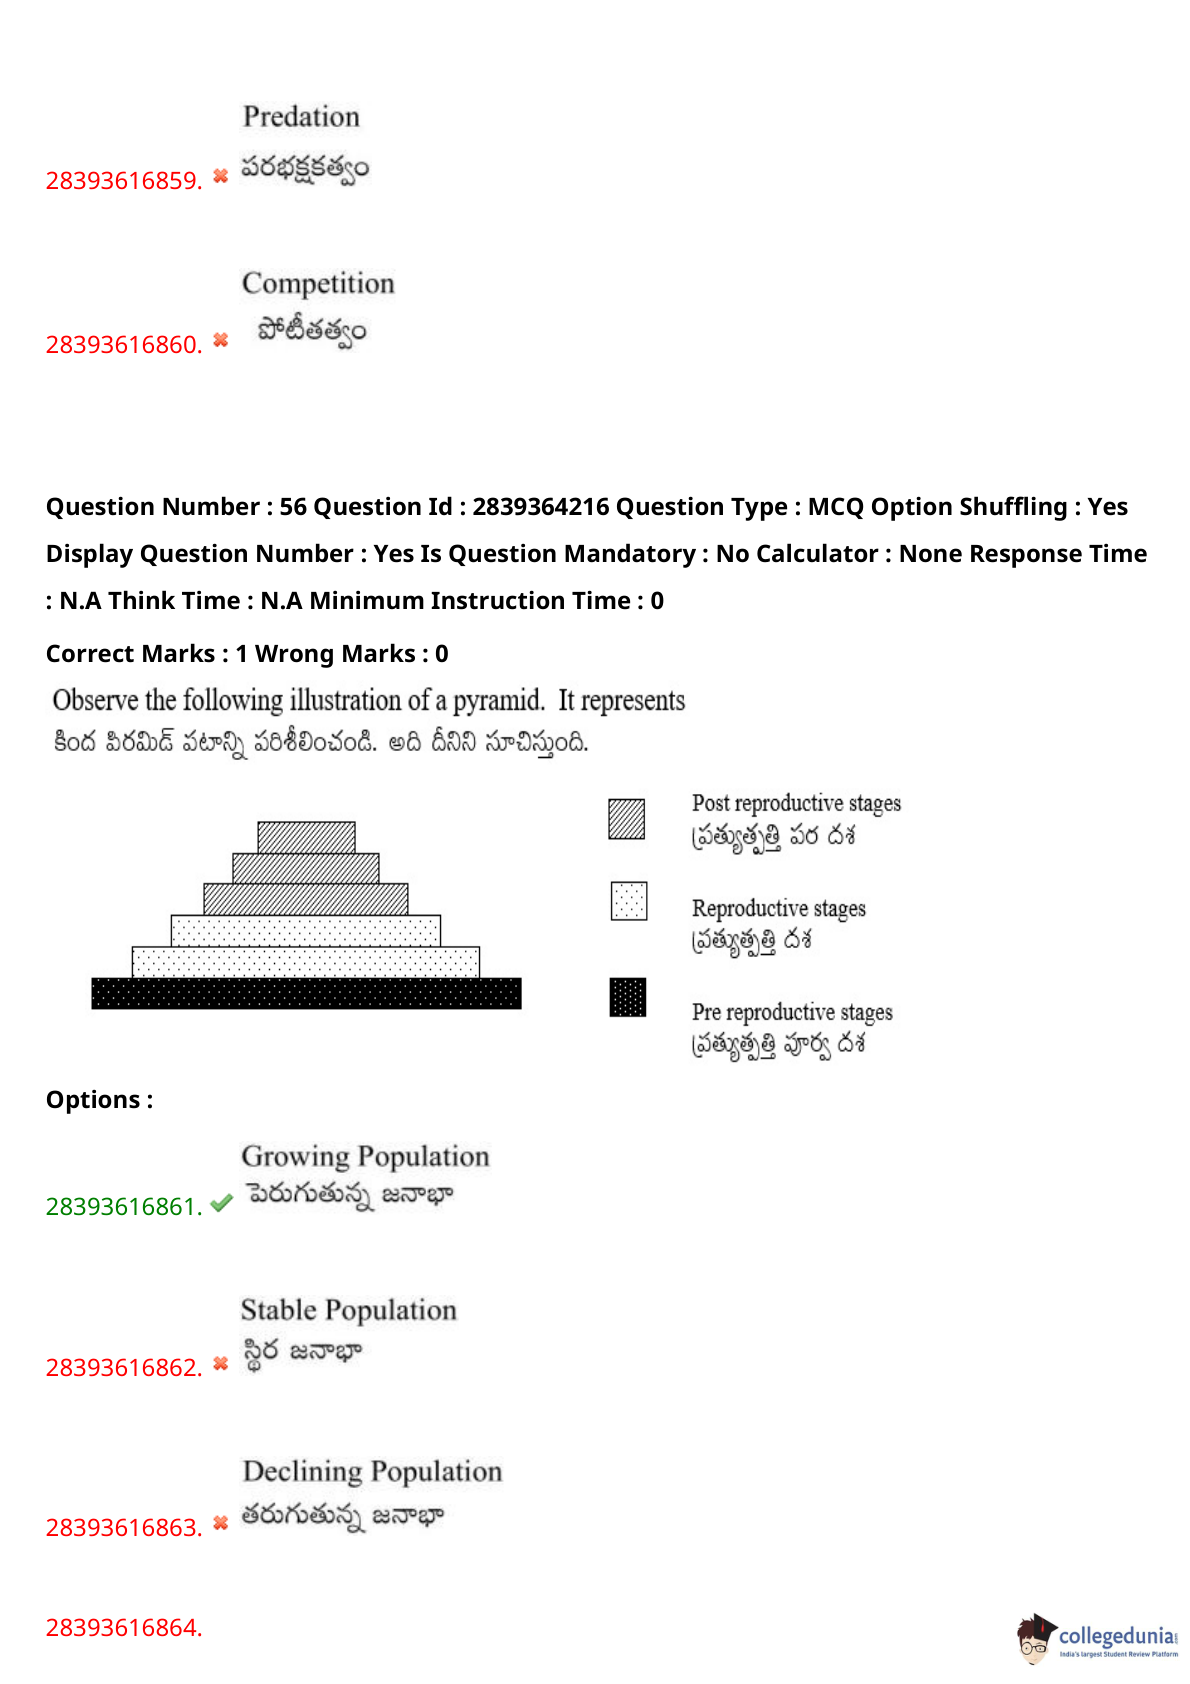 Predation
28393616859. పరభక్షకత్వం
Competition
28393616860. పోటీతత్వం
Question Number : 56 Question Id : 2839364216 Question Type : MCQ Option Shuffling : Yes
Display Question Number : Yes Is Question Mandatory : No Calculator : None Response Time
: N.A Think Time : N.A Minimum Instruction Time : 0
Correct Marks : 1 Wrong Marks : 0
Observe the following illustration of a pyramid. It represents
కింద పిరమిడ్ పటాన్ని పరిశీలించండి. అది దీనిని సూచిస్తుంది.
Post reproductive stages
ప్రత్యుత్పత్తి పర దశ
Reproductive stages
ప్రత్యుత్పత్తి దశ
Pre reproductive stages
ప్రత్యుత్పత్తి పూర్వ దశ
Options :
Growing Population
28393616861. పెరుగుతున్న జనాభా
Stable Population
28393616862. స్థిర జనాభా
Declining Population
28393616863. తరుగుతున్న జనాభా
28393616864.
collegedunia
India's largest Student Review Platform